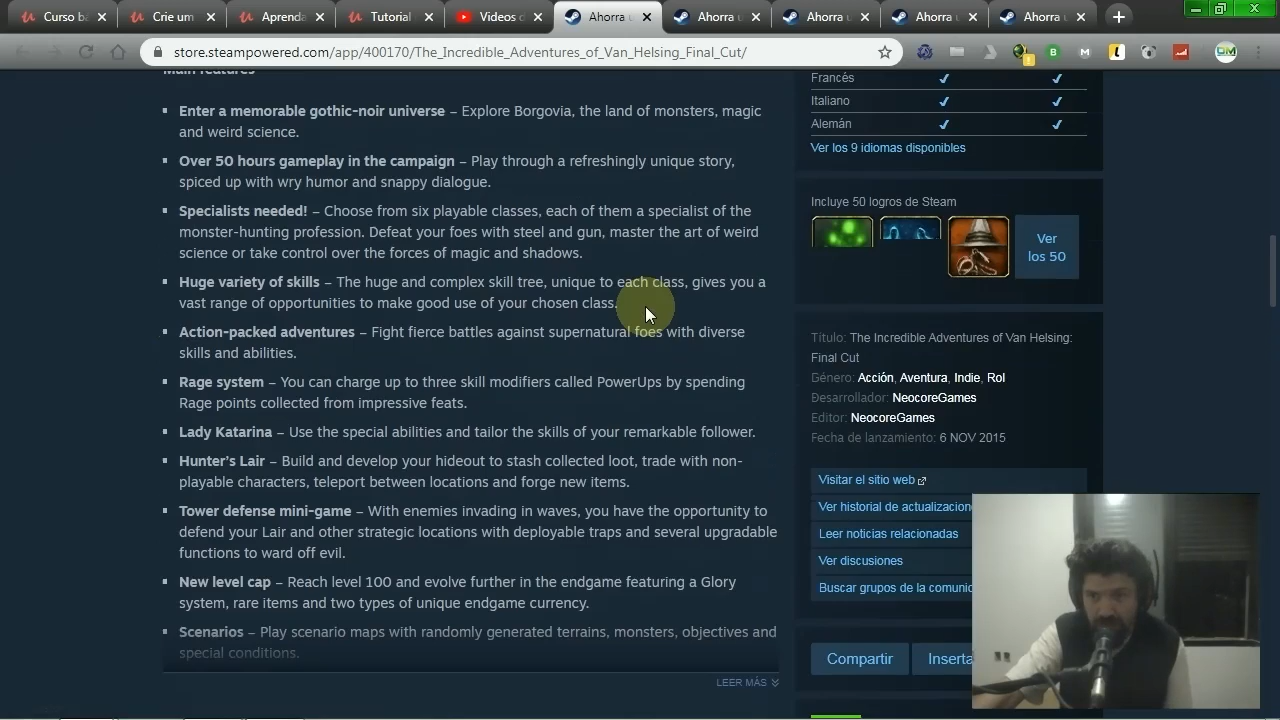 Curso b
Crie um
Aprenda
Tutorial
Videos d
Ahorra u
Ahorra u
Ahorra u
Ahorra u
Ahorra u
store.steampowered.com/app/400170/The_Incredible_Adventures_of_Van_Helsing_Final_Cut/
Main features
Enter a memorable gothic-noir universe – Explore Borgovia, the land of monsters, magic
and weird science.
Over 50 hours gameplay in the campaign – Play through a refreshingly unique story,
spiced up with wry humor and snappy dialogue.
Specialists needed! – Choose from six playable classes, each of them a specialist of the
monster-hunting profession. Defeat your foes with steel and gun, master the art of weird
science or take control over the forces of magic and shadows.
Huge variety of skills – The huge and complex skill tree, unique to each class, gives you a
vast range of opportunities to make good use of your chosen class.
Action-packed adventures – Fight fierce battles against supernatural foes with diverse
skills and abilities.
Rage system – You can charge up to three skill modifiers called PowerUps by spending
Rage points collected from impressive feats.
Lady Katarina – Use the special abilities and tailor the skills of your remarkable follower.
Hunter's Lair – Build and develop your hideout to stash collected loot, trade with non-
playable characters, teleport between locations and forge new items.
Tower defense mini-game – With enemies invading in waves, you have the opportunity to
defend your Lair and other strategic locations with deployable traps and several upgradable
functions to ward off evil.
New level cap – Reach level 100 and evolve further in the endgame featuring a Glory
system, rare items and two types of unique endgame currency.
Scenarios – Play scenario maps with randomly generated terrains, monsters, objectives and
special conditions.
LEER MÁS
Francés
Italiano
Alemán
Ver los 9 idiomas disponibles
Incluye 50 logros de Steam
Ver
los 50
Título: The Incredible Adventures of Van Helsing:
Final Cut
Género: Acción, Aventura, Indie, Rol
Desarrollador: NeocoreGames
Editor: NeocoreGames
Fecha de lanzamiento: 6 NOV 2015
Visitar el sitio web
Ver historial de actualizacion
Leer noticias relacionadas
Ver discusiones
Buscar grupos de la comunid
Compartir
Inserta